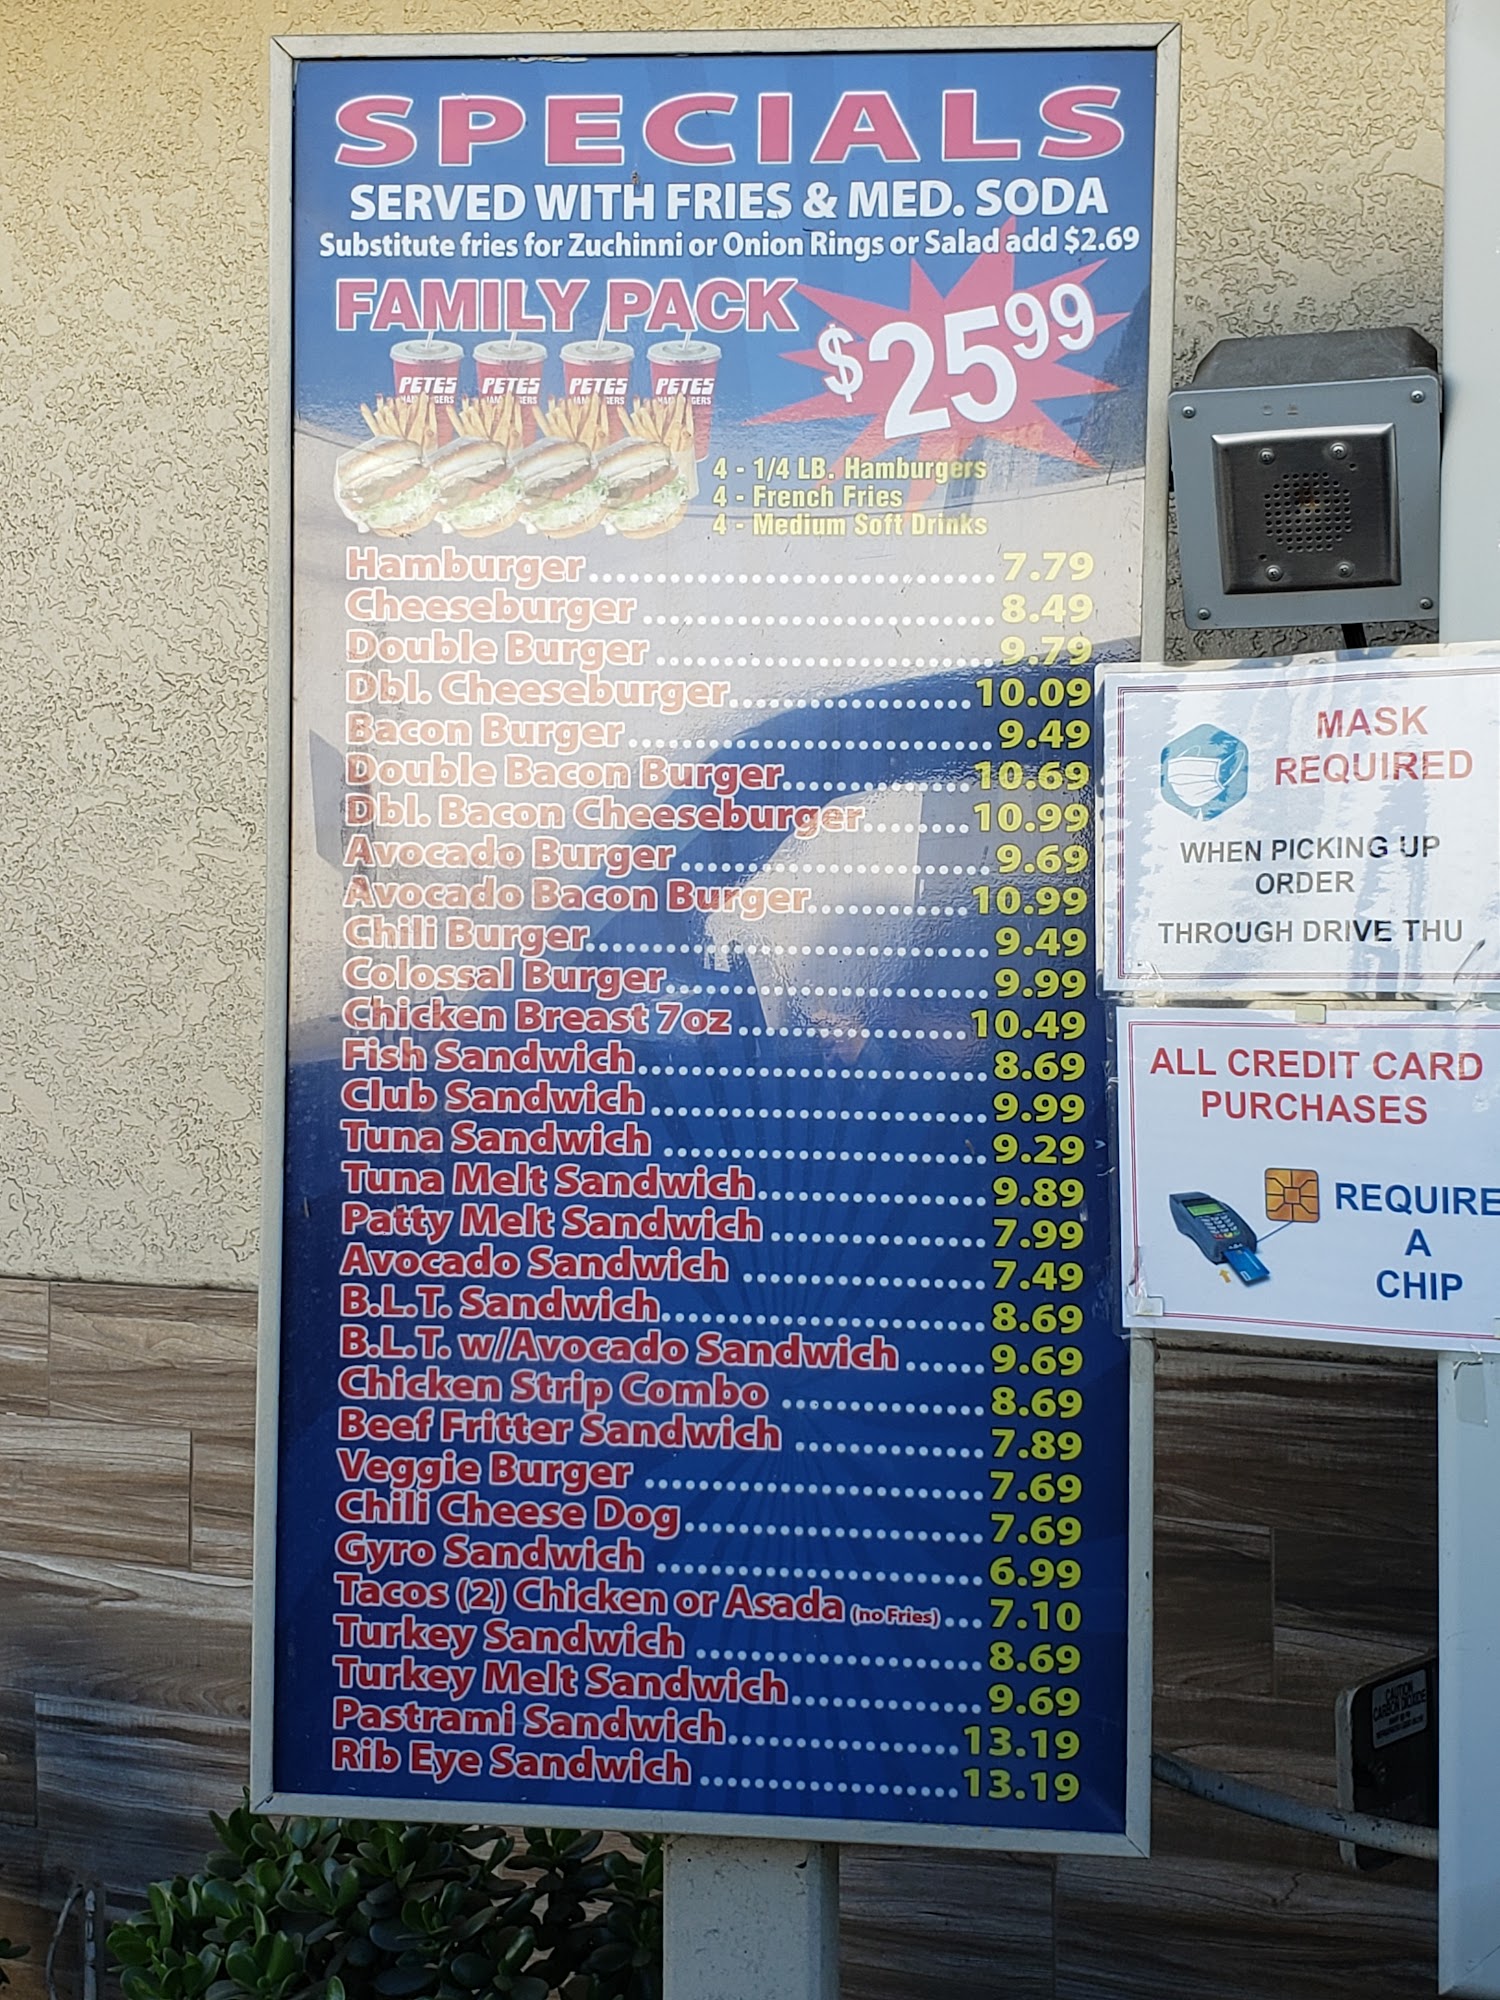 SPECIALS
SERVED WITH FRIES & MED. SODA
Substitute fries for Zuchinni or Onion Rings or Salad add $2.69
FAMILY PACK
$25.99
PETES PETES PETES PETES
4 - 1/4 LB. Hamburgers
4 - French Fries
4 - Medium Soft Drinks
Hamburger 7.79
Cheeseburger 8.49
Double Burger 9.79
Dbl. Cheeseburger 10.09
Bacon Burger 9.49
Double Bacon Burger 10.69
Dbl. Bacon Cheeseburger 10.99
Avocado Burger 9.69
Avocado Bacon Burger 10.99
Chili Burger 9.49
Colossal Burger 9.99
Chicken Breast 7oz 10.49
Fish Sandwich 8.69
Club Sandwich 9.99
Tuna Sandwich 9.29
Tuna Melt Sandwich 9.89
Patty Melt Sandwich 7.99
Avocado Sandwich 7.49
B.L.T. Sandwich 8.69
B.L.T. w/Avocado Sandwich 9.69
Chicken Strip Combo 8.69
Beef Fritter Sandwich 7.89
Veggie Burger 7.69
Chili Cheese Dog 7.69
Gyro Sandwich 6.99
Tacos (2) Chicken or Asada (no Fries) 7.10
Turkey Sandwich 8.69
Turkey Melt Sandwich 9.69
Pastrami Sandwich 13.19
Rib Eye Sandwich 13.19
MASK
REQUIRED
WHEN PICKING UP
ORDER
THROUGH DRIVE THU
ALL CREDIT CARD
PURCHASES
REQUIRE
A
CHIP
CAUTION
CARBON DIOXIDE